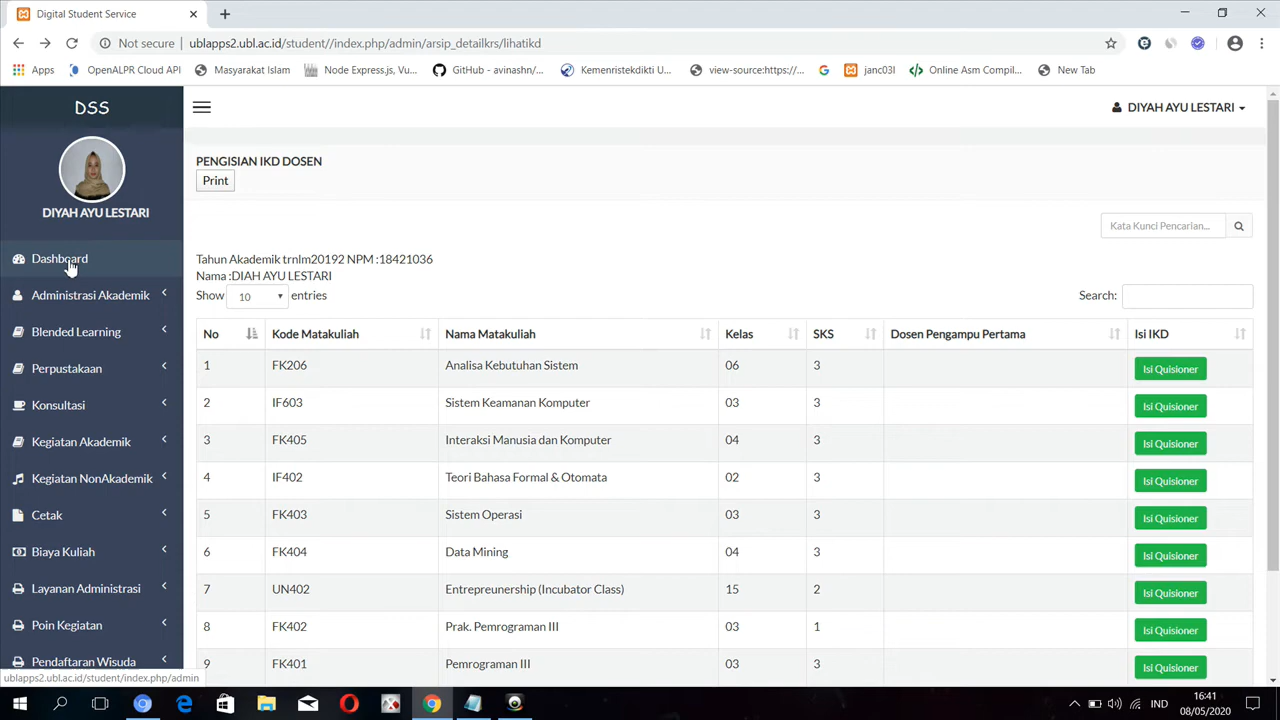 Digital Student Service
Not secure | ublapps2.ubl.ac.id/student//index.php/admin/arsip_detailkrs/lihatikd
Apps OpenALPR Cloud API Masyarakat Islam Node Express.js, Vu... GitHub - avinashn/... Kemenristekdikti U... view-source:https://... janc03l Online Asm Compil... New Tab
DSS
DIYAH AYU LESTARI
DIYAH AYU LESTARI
Dashboard
Administrasi Akademik
Blended Learning
Perpustakaan
Konsultasi
Kegiatan Akademik
Kegiatan NonAkademik
Cetak
Biaya Kuliah
Layanan Administrasi
Poin Kegiatan
Pendaftaran Wisuda
ublapps2.ubl.ac.id/student/index.php/admin
PENGISIAN IKD DOSEN
Print
Kata Kunci Pencarian...
Tahun Akademik trnlm20192 NPM :18421036
Nama :DIAH AYU LESTARI
Show 10 entries Search:
No Kode Matakuliah Nama Matakuliah Kelas SKS Dosen Pengampu Pertama Isi IKD
1 FK206 Analisa Kebutuhan Sistem 06 3 Isi Quisioner
2 IF603 Sistem Keamanan Komputer 03 3 Isi Quisioner
3 FK405 Interaksi Manusia dan Komputer 04 3 Isi Quisioner
4 IF402 Teori Bahasa Formal & Otomata 02 3 Isi Quisioner
5 FK403 Sistem Operasi 03 3 Isi Quisioner
6 FK404 Data Mining 04 3 Isi Quisioner
7 UN402 Entrepreunership (Incubator Class) 15 2 Isi Quisioner
8 FK402 Prak. Pemrograman III 03 1 Isi Quisioner
9 FK401 Pemrograman III 03 3 Isi Quisioner
IND
16:41
08/05/2020